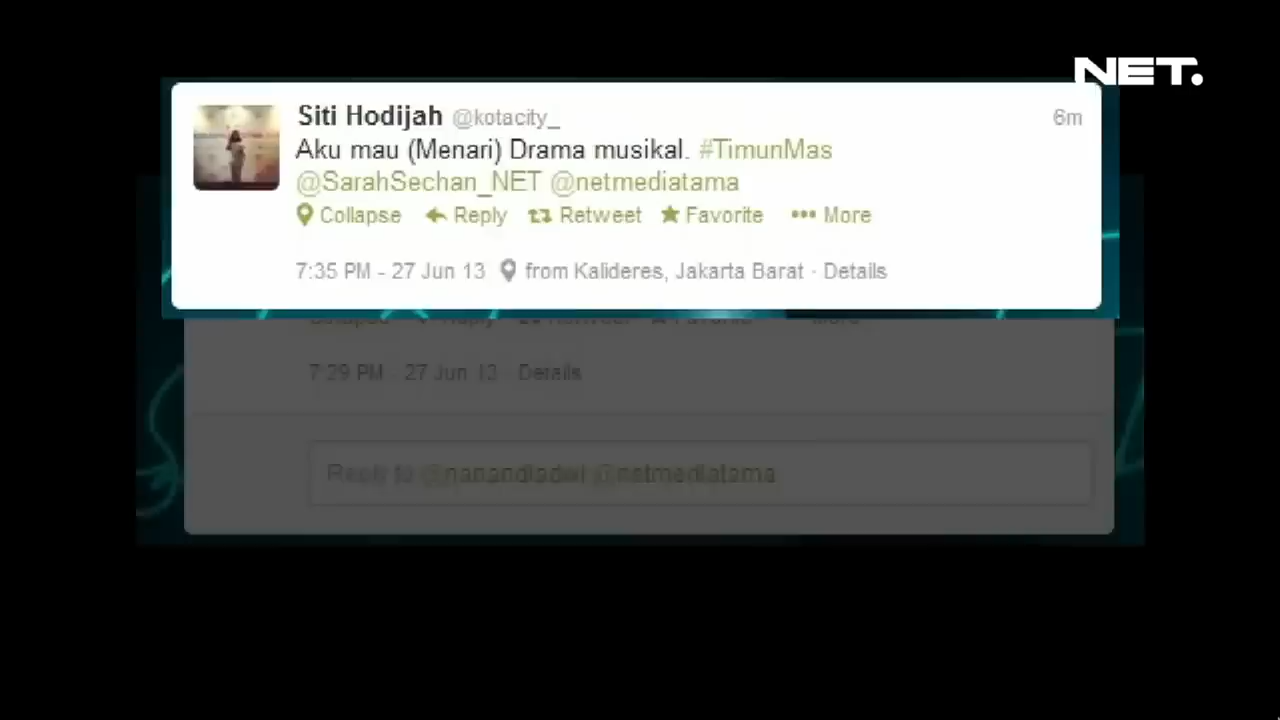 NET.
Siti Hodijah @kotacity_ 6m
Aku mau (Menari) Drama musikal. #TimunMas
@SarahSechan_NET @netmediatama
Collapse Reply Retweet Favorite More
7:35 PM - 27 Jun 13 from Kalideres, Jakarta Barat · Details
7:29 PM - 27 Jun 13 · Details
Reply to @netmediatama